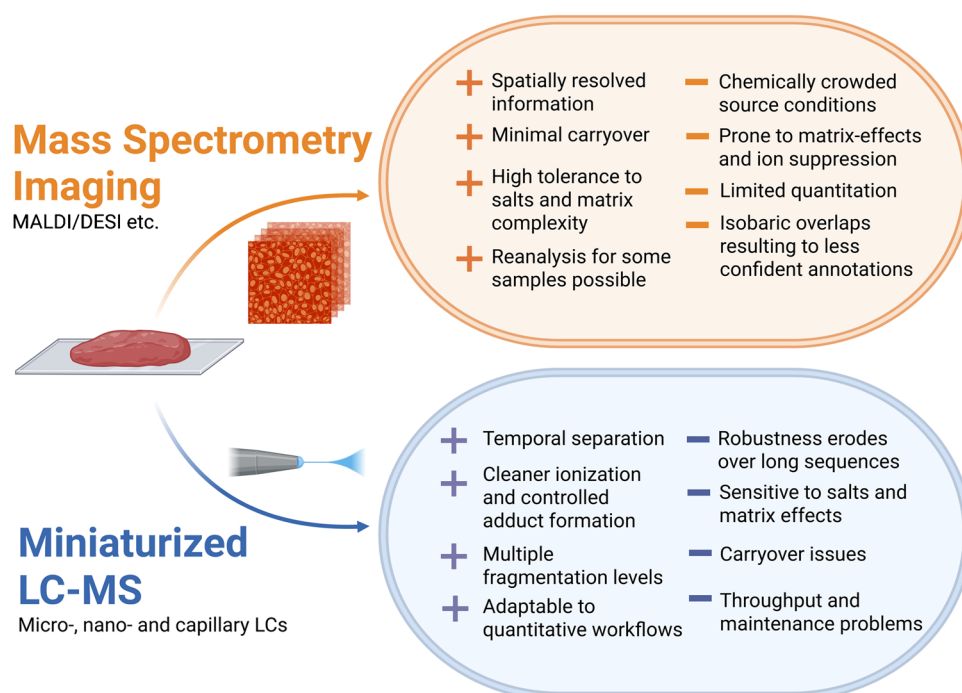 Mass Spectrometry
Imaging
MALDI/DESI etc.
Spatially resolved
information
Minimal carryover
High tolerance to
salts and matrix
complexity
Reanalysis for some
samples possible
Chemically crowded
source conditions
Prone to matrix-effects
and ion suppression
Limited quantitation
Isobaric overlaps
resulting to less
confident annotations
Miniaturized
LC-MS
Micro-, nano- and capillary LCs
Temporal separation
Cleaner ionization
and controlled
adduct formation
Multiple
fragmentation levels
Adaptable to
quantitative workflows
Robustness erodes
over long sequences
Sensitive to salts and
matrix effects
Carryover issues
Throughput and
maintenance problems